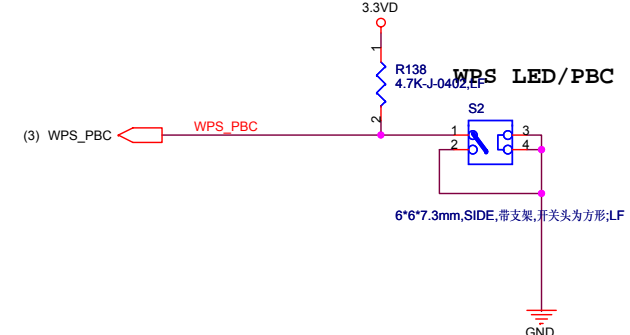 3.3VD
1
R138
4.7K-J-0402,LF
WPS LED/PBC
2
S2
(3) WPS_PBC
WPS_PBC
1
3
2
4
6*6*7.3mm,SIDE,带支架,开关头为方形;LF
GND